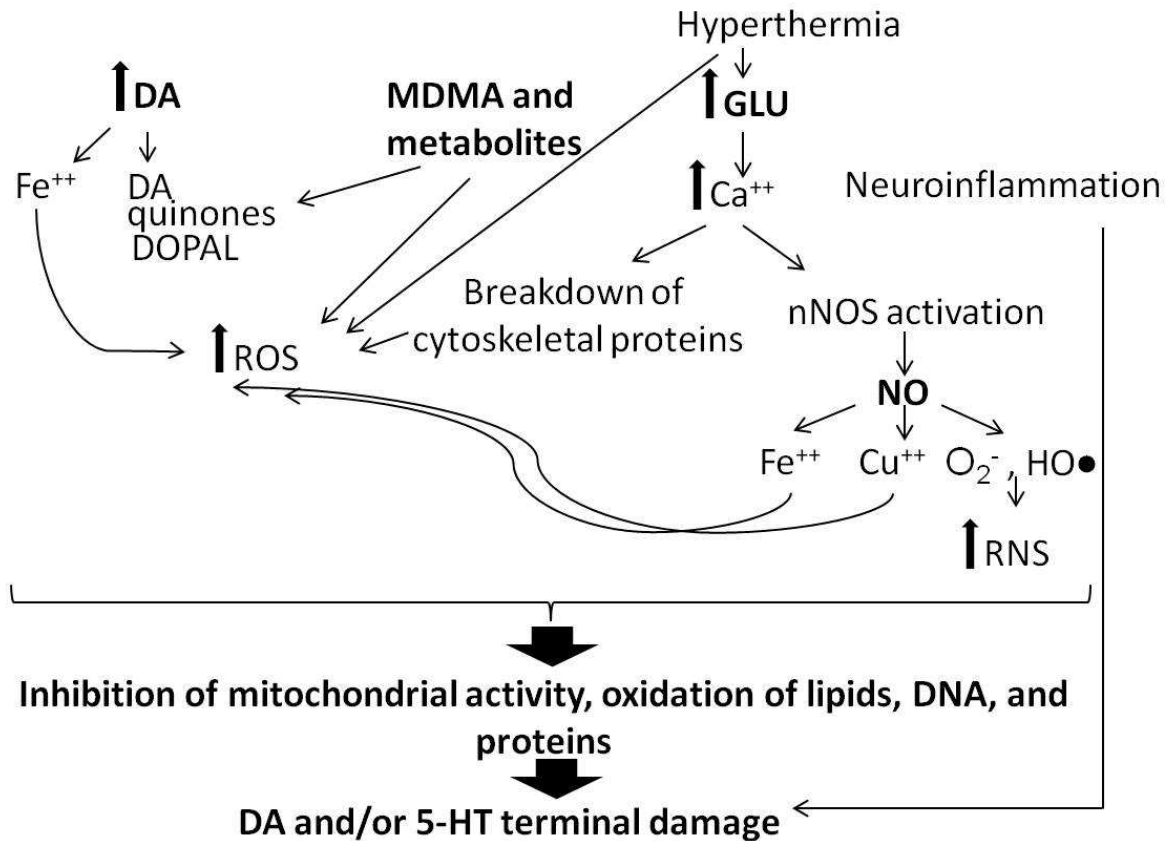 Hyperthermia
DA
MDMA and
metabolites
GLU
Fe++
DA
quinones
DOPAL
Ca++
Neuroinflammation
Breakdown of
cytoskeletal proteins
nNOS activation
ROS
NO
Fe++
Cu++
O2-, HO●
RNS
Inhibition of mitochondrial activity, oxidation of lipids, DNA, and
proteins
DA and/or 5-HT terminal damage